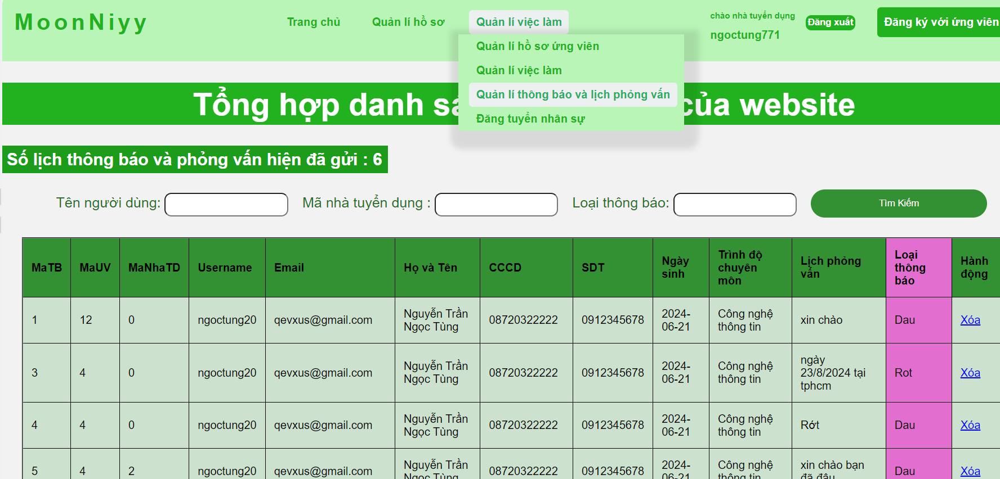 MoonNiyy
Trang chủ
Quản lí hồ sơ
Quản lí việc làm
chào nhà tuyển dụng
ngoctung771
Đăng xuất
Đăng ký với ứng viên
Quản lí hồ sơ ứng viên
Quản lí việc làm
Quản lí thông báo và lịch phỏng vấn
Đăng tuyển nhân sự
Tổng hợp danh của website
Số lịch thông báo và phỏng vấn hiện đã gửi : 6
Tên người dùng:
Mã nhà tuyển dụng :
Loại thông báo:
Tìm Kiếm
MaTB MaUV MaNhaTD Username Email Họ và Tên CCCD SDT Ngày sinh Trình độ chuyên môn Lịch phỏng vấn Loại thông báo Hành động
1 12 0 ngoctung20 qevxus@gmail.com Nguyễn Trần Ngọc Tùng 08720322222 0912345678 2024-06-21 Công nghệ thông tin xin chào Dau Xóa
3 4 0 ngoctung20 qevxus@gmail.com Nguyễn Trần Ngọc Tùng 08720322222 0912345678 2024-06-21 Công nghệ thông tin ngày 23/8/2024 tại tphcm Rot Xóa
4 4 0 ngoctung20 qevxus@gmail.com Nguyễn Trần Ngọc Tùng 08720322222 0912345678 2024-06-21 Công nghệ thông tin Rớt Dau Xóa
5 4 2 ngoctung20 qevxus@gmail.com Nguyễn Trần Ngọc Tùng 08720322222 0912345678 2024-06-21 Công nghệ thông tin xin chào bạn đã đậu Dau Xóa